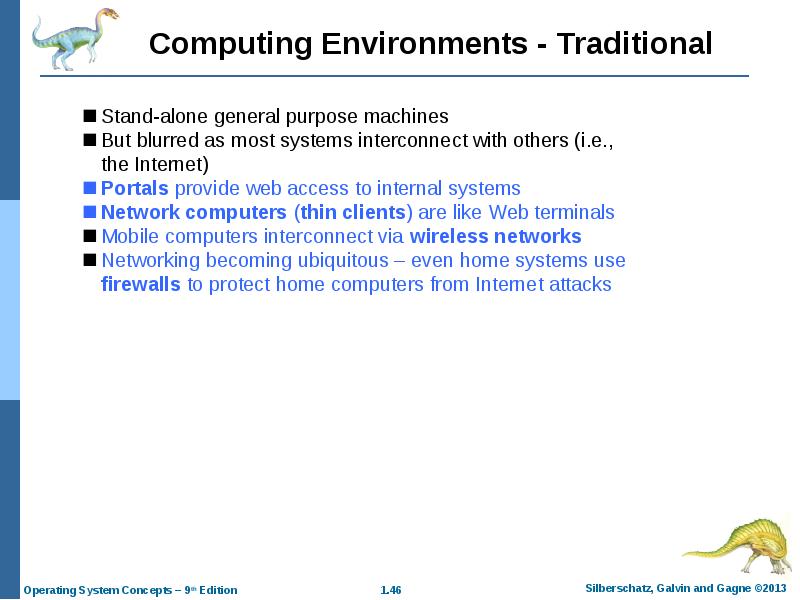 Computing Environments - Traditional
■ Stand-alone general purpose machines
■ But blurred as most systems interconnect with others (i.e.,
the Internet)
■ Portals provide web access to internal systems
■ Network computers (thin clients) are like Web terminals
■ Mobile computers interconnect via wireless networks
■ Networking becoming ubiquitous – even home systems use
firewalls to protect home computers from Internet attacks
Operating System Concepts – 9th Edition 1.46 Silberschatz, Galvin and Gagne ©2013